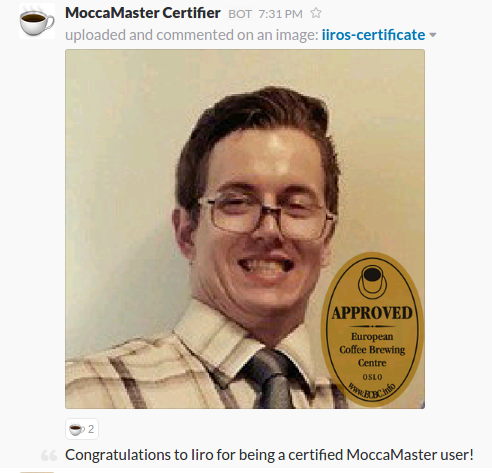 MoccaMaster Certifier BOT 7:31 PM
uploaded and commented on an image: iiros-certificate
APPROVED
European
Coffee Brewing
Centre
OSLO
www.ECBC.info
2
Congratulations to Iiro for being a certified MoccaMaster user!